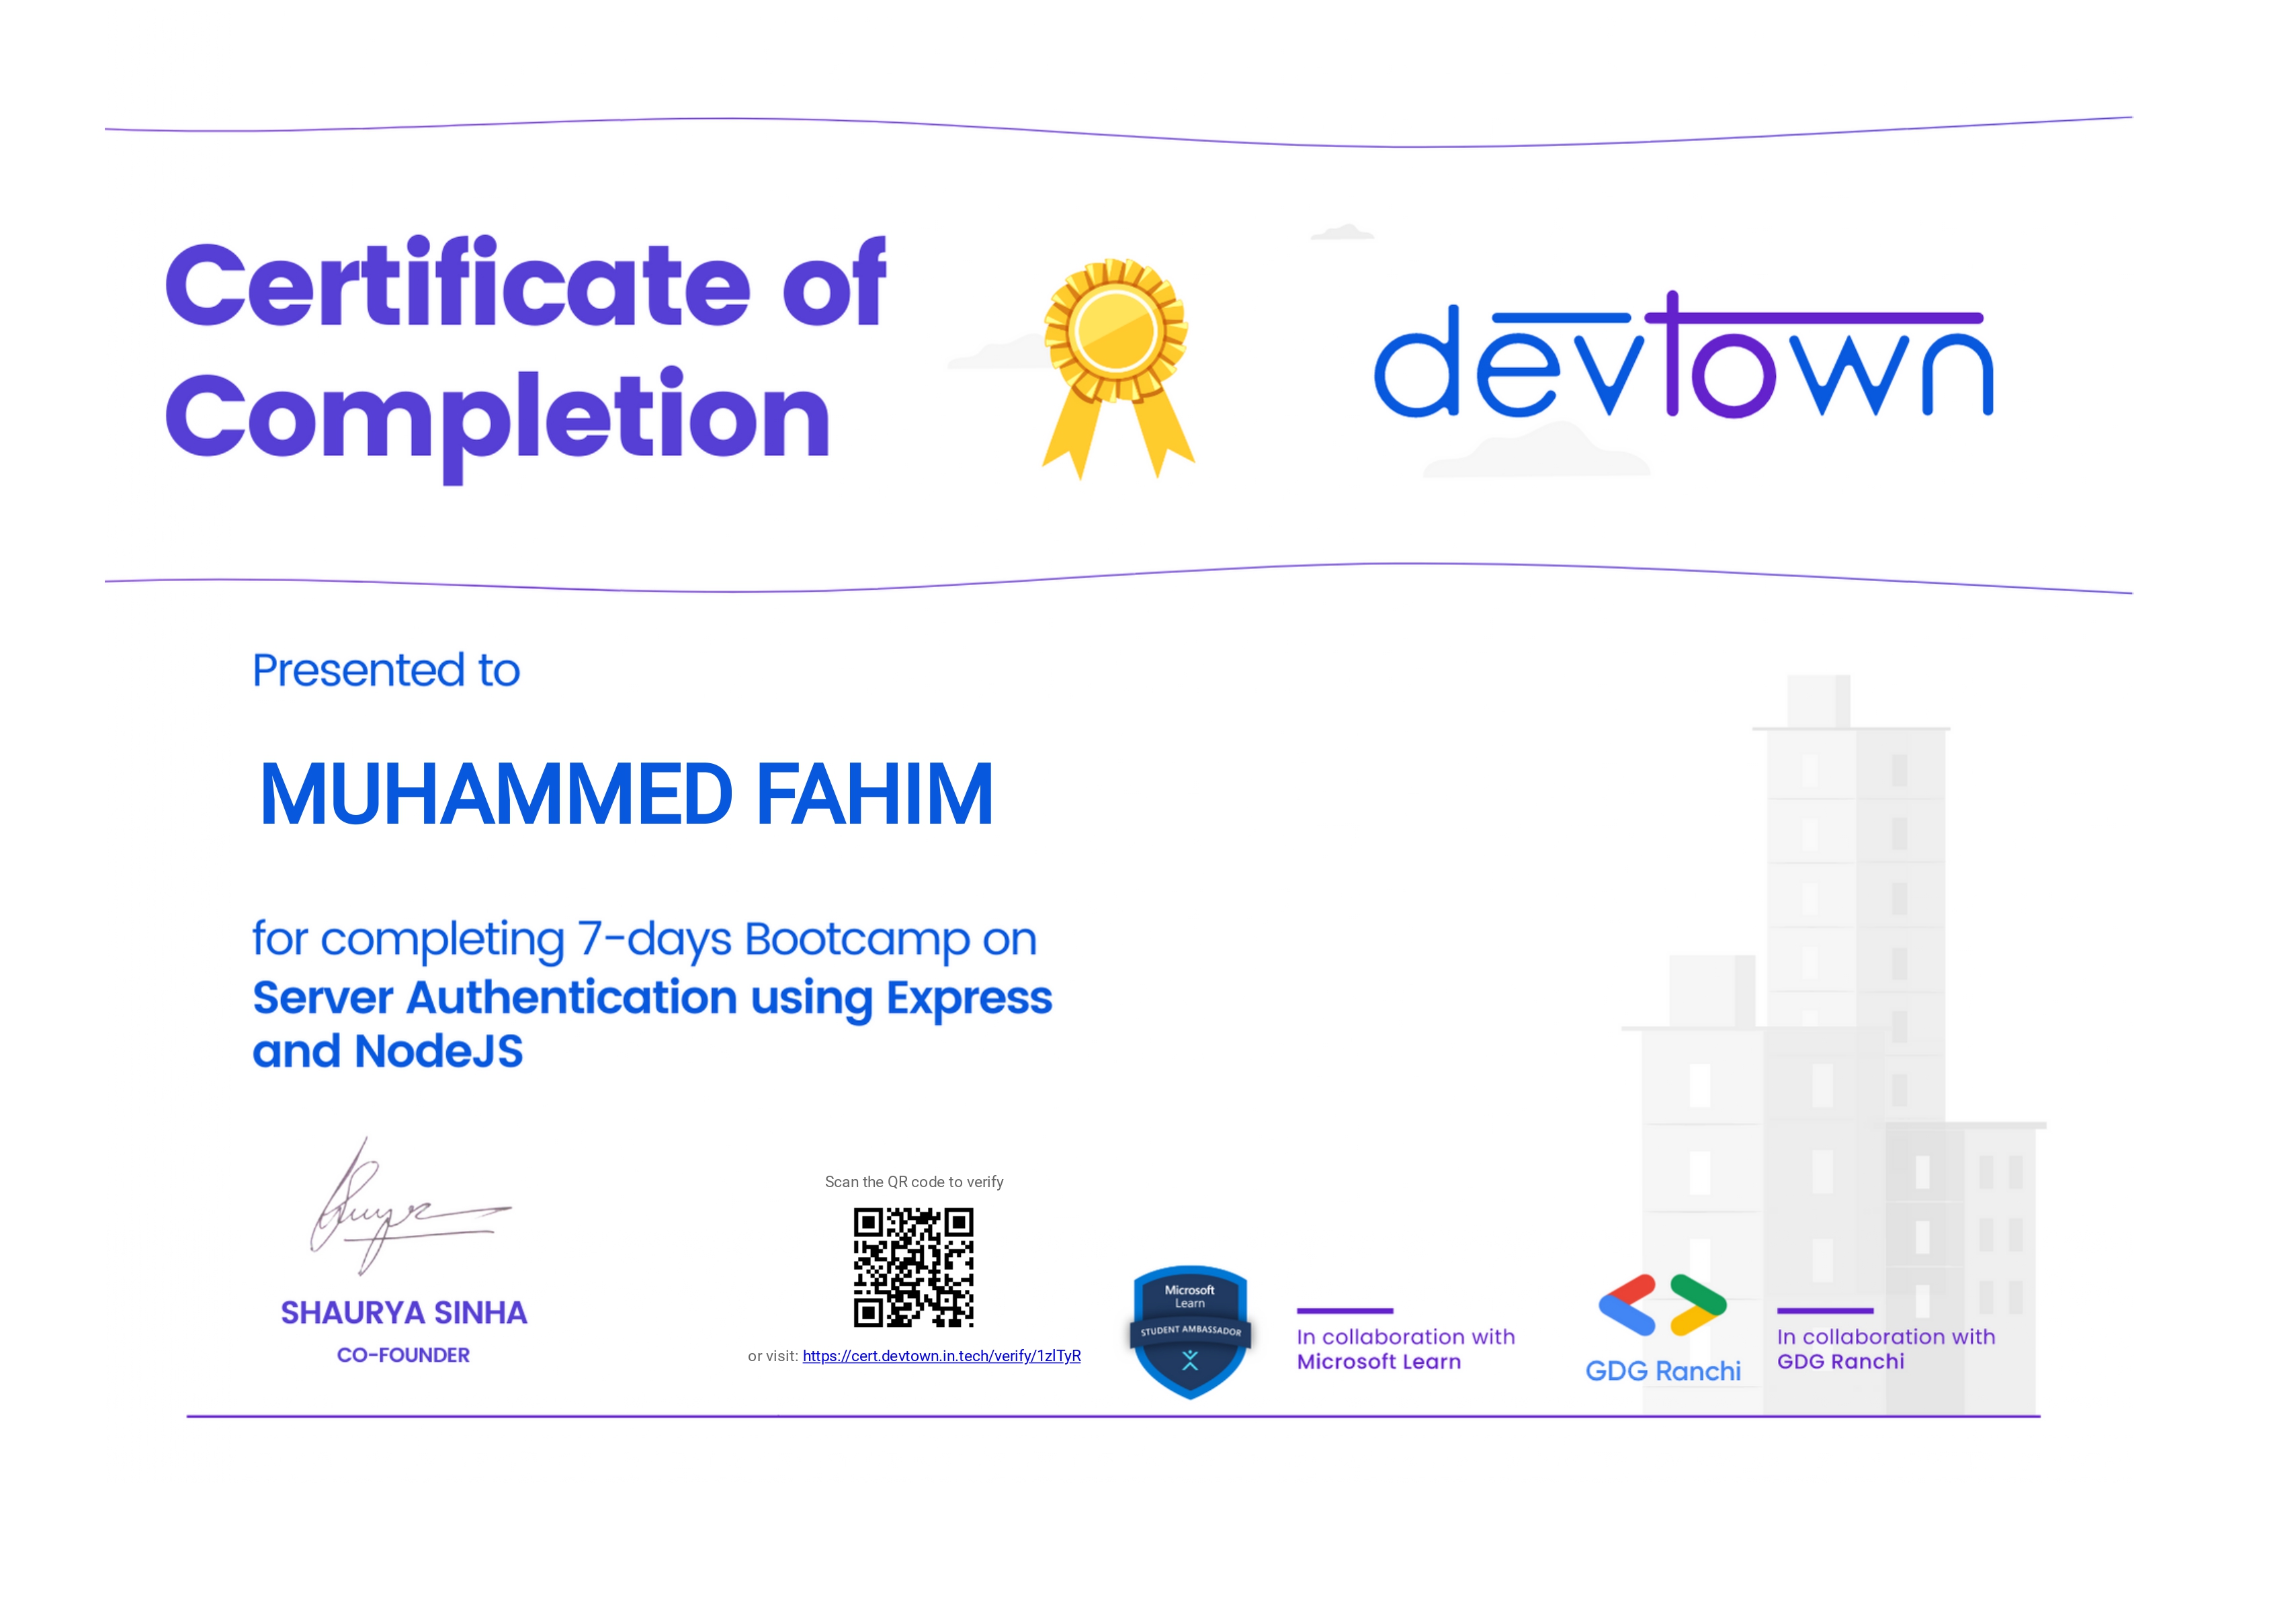 Certificate of
Completion
devtown
Presented to
MUHAMMED FAHIM
for completing 7-days Bootcamp on
Server Authentication using Express
and NodeJS
SHAURYA SINHA
CO-FOUNDER
Scan the QR code to verify
or visit: https://cert.devtown.in.tech/verify/1zlTyR
Microsoft
Learn
STUDENT AMBASSADOR
In collaboration with
Microsoft Learn
GDG Ranchi
In collaboration with
GDG Ranchi